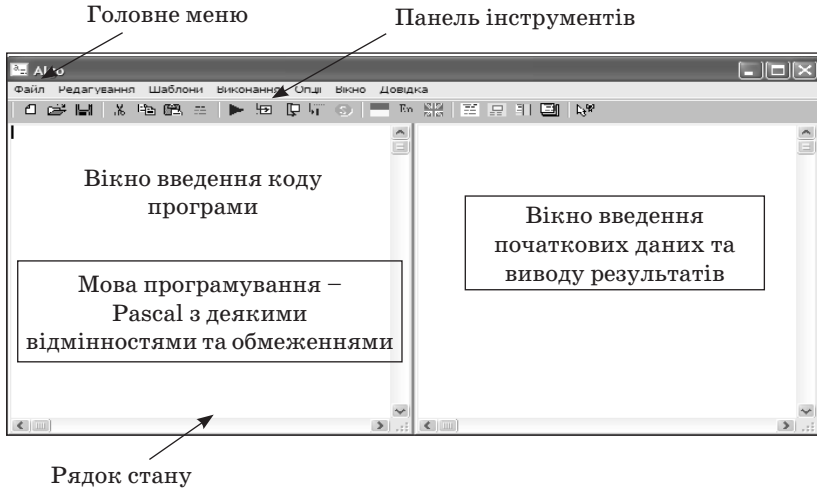 Головне меню
Панель інструментів
Файл Редагування Шаблони Виконання Опції Вікно Довідка
En
Вікно введення коду
програми
Вікно введення
початкових даних та
виводу результатів
Мова програмування –
Pascal з деякими
відмінностями та обмеженнями
Рядок стану